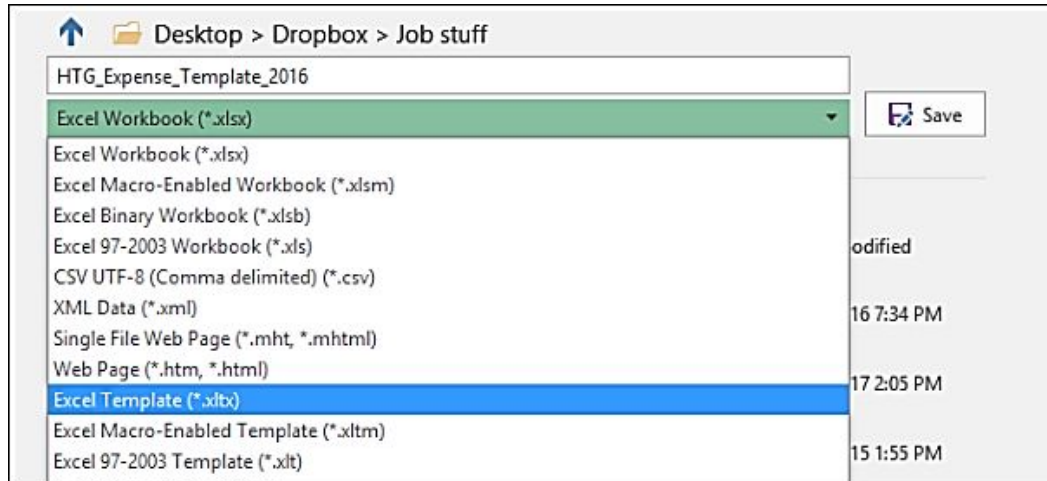 Desktop > Dropbox > Job stuff
HTG_Expense_Template_2016
Excel Workbook (*.xlsx)
Save
Excel Workbook (*.xlsx)
Excel Macro-Enabled Workbook (*.xlsm)
Excel Binary Workbook (*.xlsb)
Excel 97-2003 Workbook (*.xls)
odified
CSV UTF-8 (Comma delimited) (*.csv)
XML Data (*.xml)
16 7:34 PM
Single File Web Page (*.mht, *.mhtml)
Web Page (*.htm, *.html)
17 2:05 PM
Excel Template (*.xltx)
Excel Macro-Enabled Template (*.xltm)
15 1:55 PM
Excel 97-2003 Template (*.xlt)